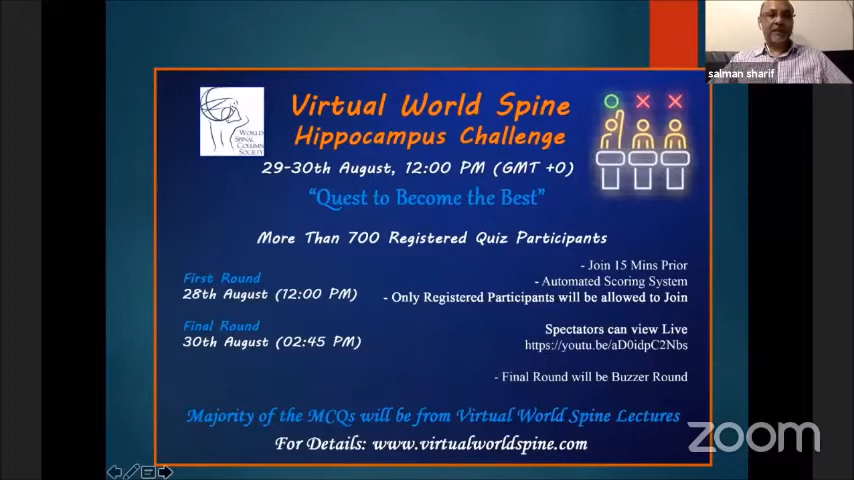 salman sharif
WORLD
SPINAL
COLUMN
SOCIETY
Virtual World Spine
Hippocampus Challenge
29-30th August, 12:00 PM (GMT +0)
"Quest to Become the Best"
More Than 700 Registered Quiz Participants
First Round
28th August (12:00 PM)
Final Round
30th August (02:45 PM)
- Join 15 Mins Prior
- Automated Scoring System
- Only Registered Participants will be allowed to Join
Spectators can view Live
https://youtu.be/aD0idpC2Nbs
- Final Round will be Buzzer Round
Majority of the MCQs will be from Virtual World Spine Lectures
For Details: www.virtualworldspine.com
zoom